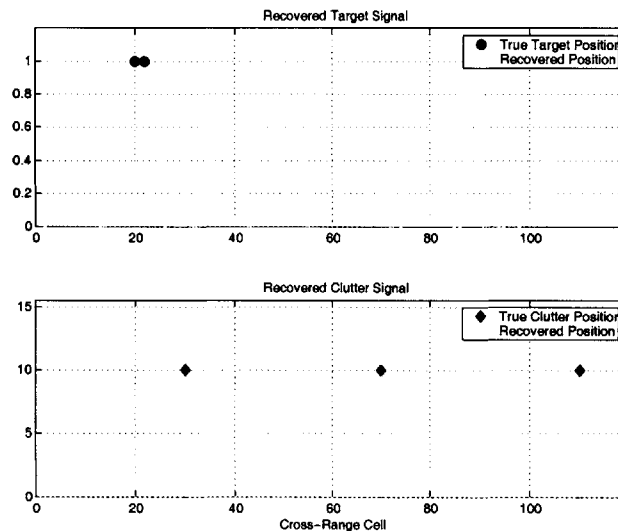 Recovered Target Signal
True Target Position
Recovered Position
1
0.8
0.6
0.4
0.2
0
0 20 40 60 80 100
Recovered Clutter Signal
True Clutter Position
Recovered Position
15
10
5
0
0 20 40 60 80 100
Cross-Range Cell